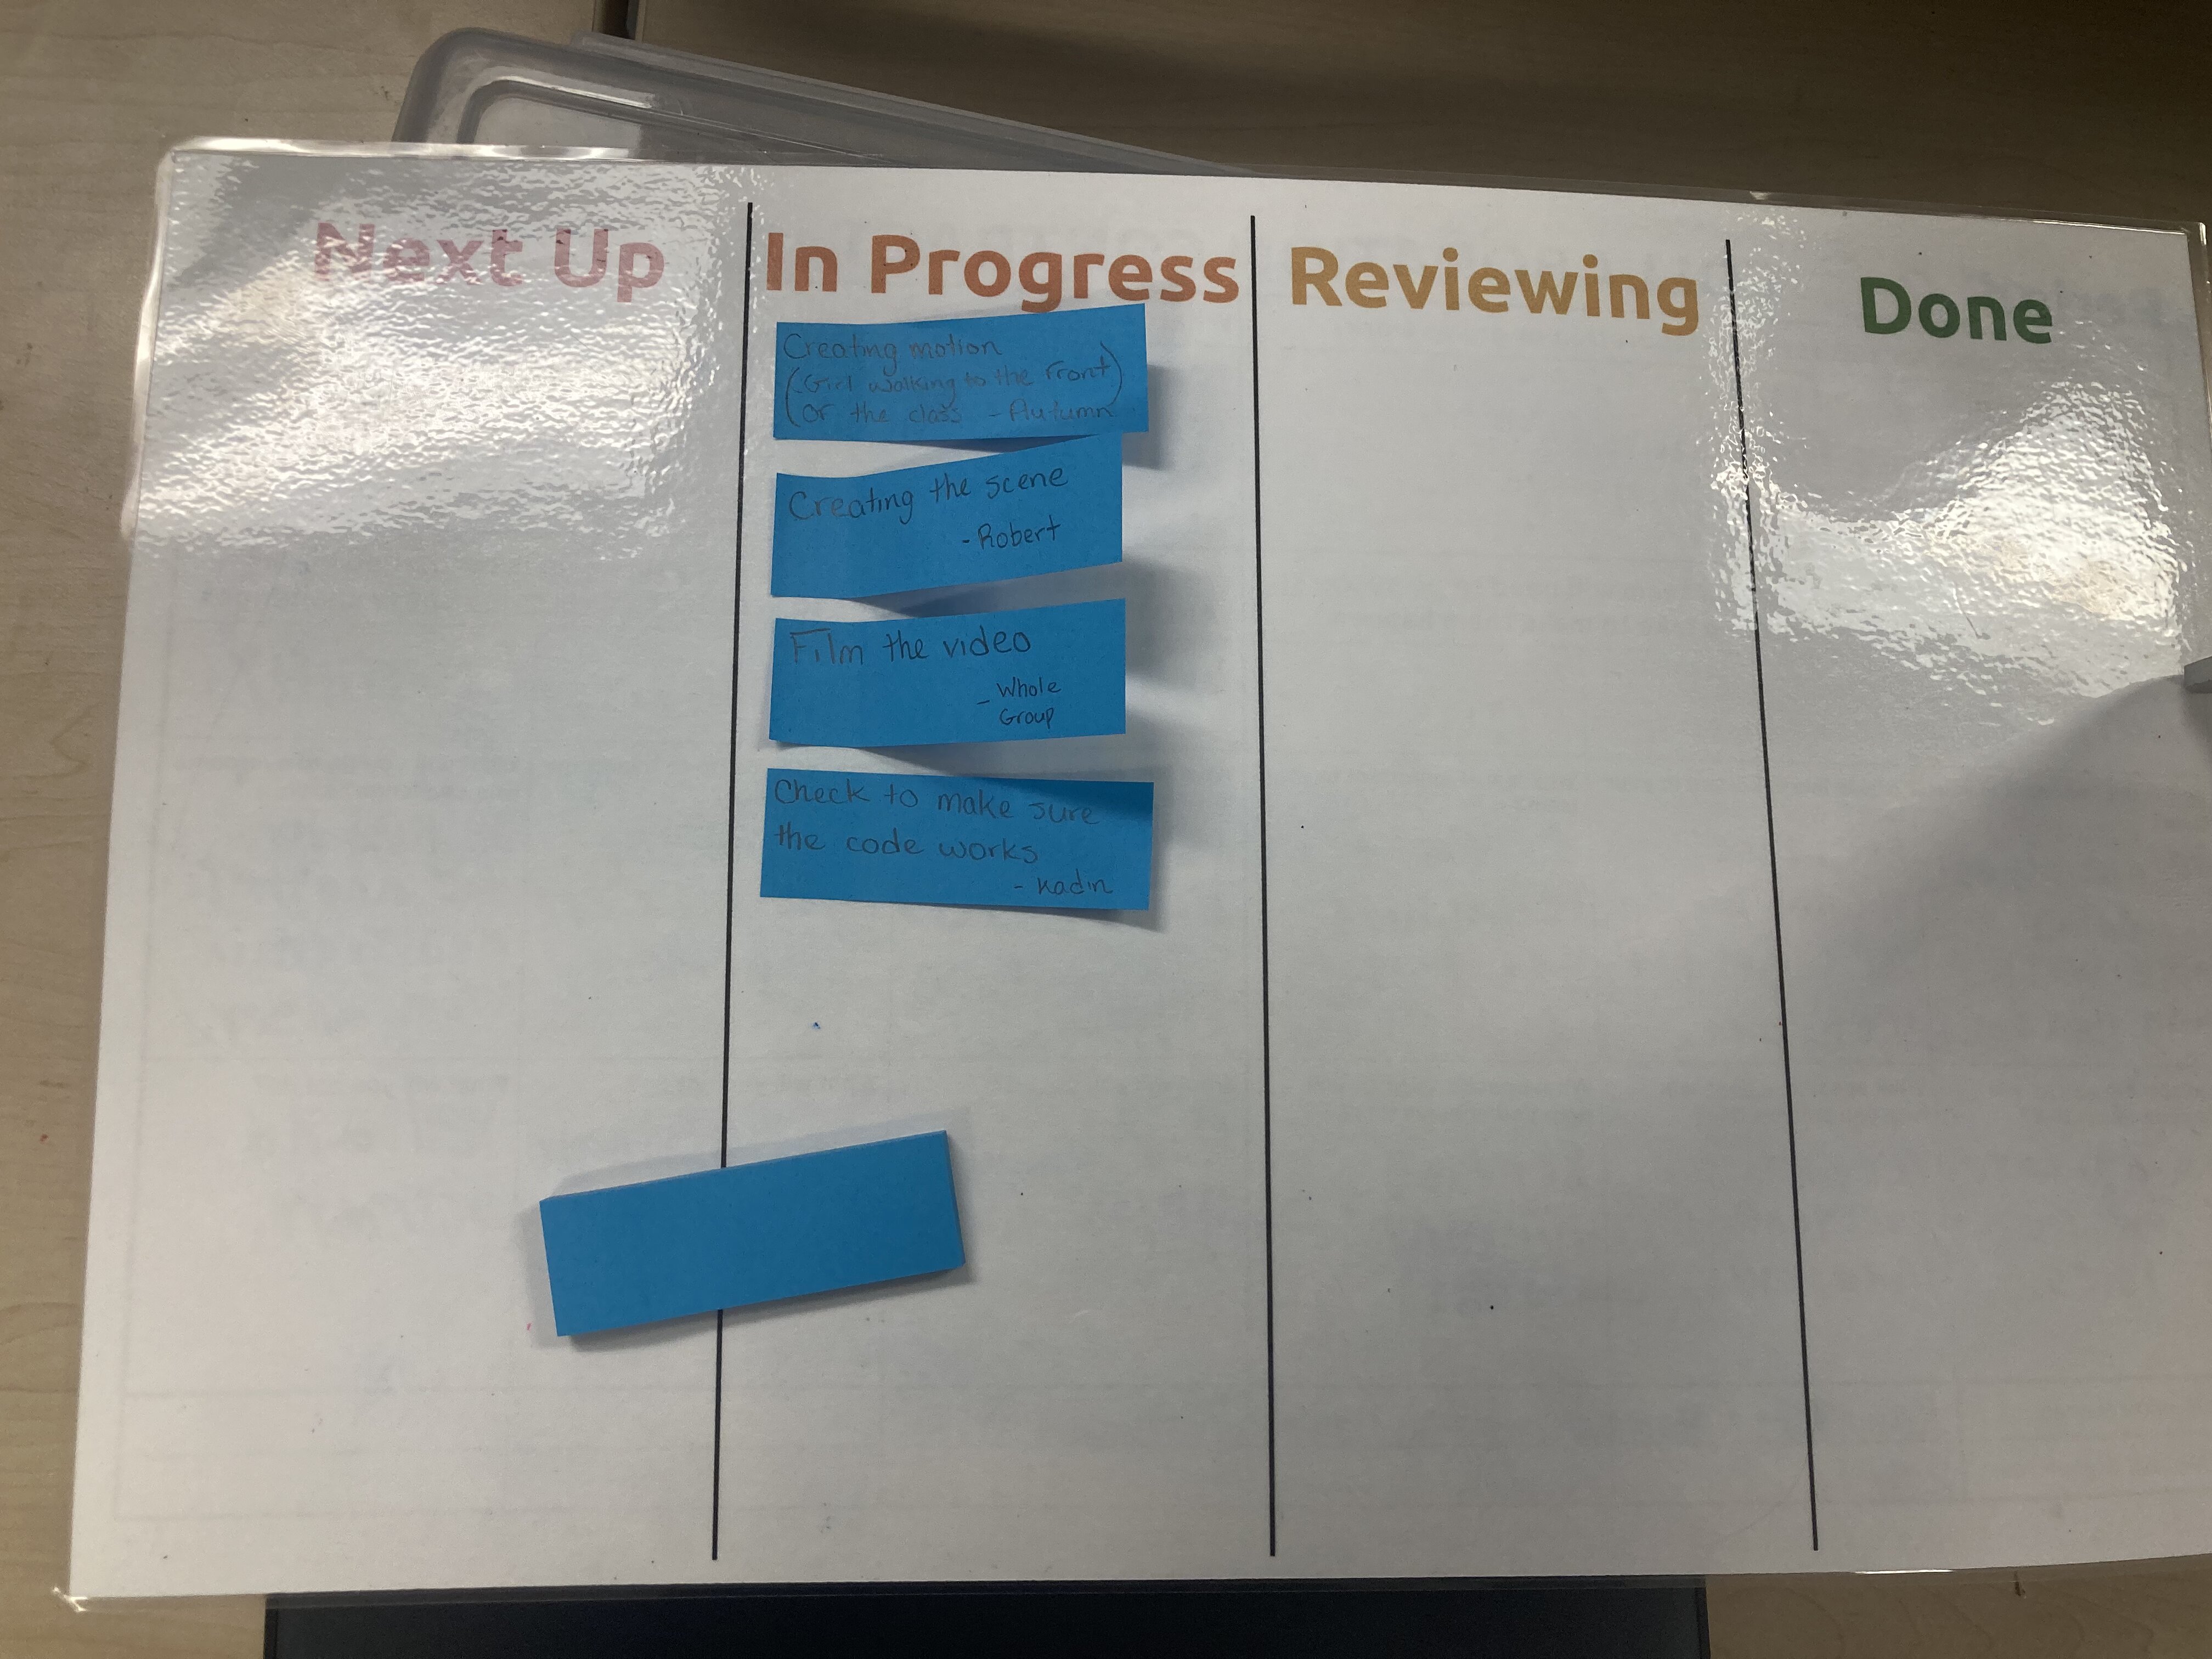 Next Up
In Progress
Reviewing
Done
Creating motion
(Girl walking to the front)
(of the class - Autumn
Creating the scene
- Robert
Film the video
- Whole
Group
Check to make sure
the code works
- Kadin